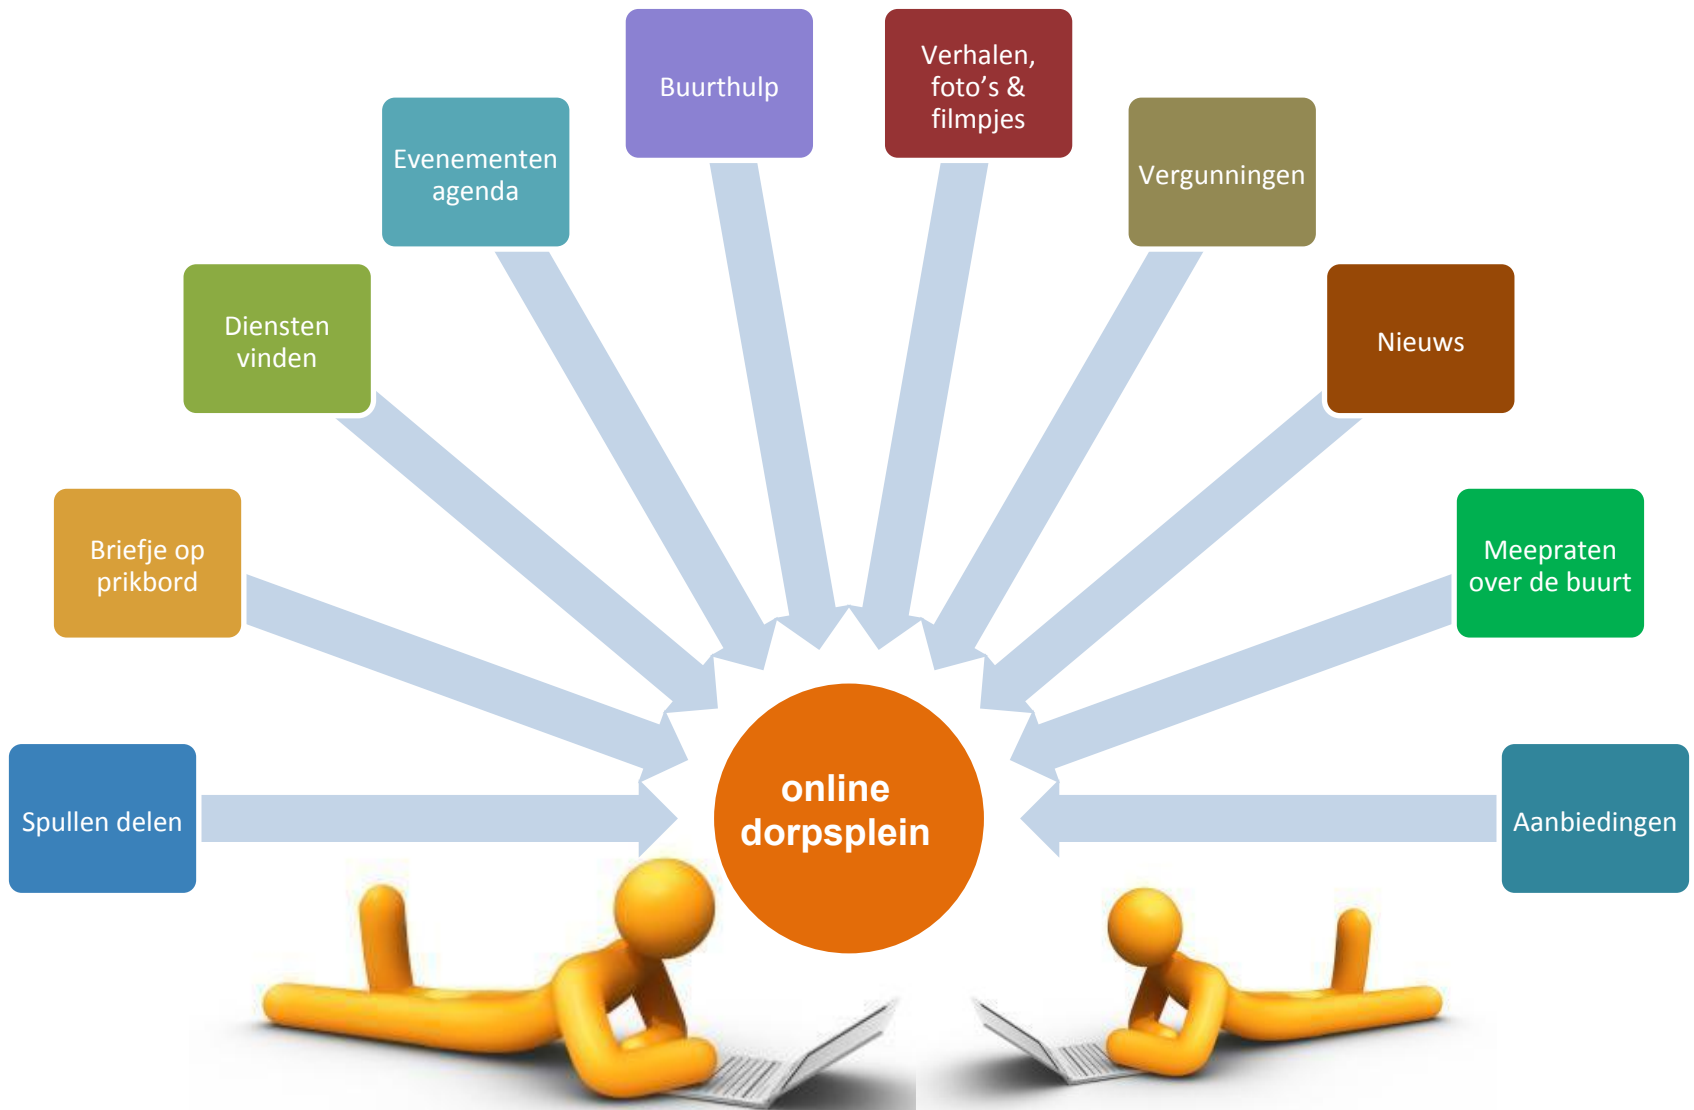 Buurthulp
Verhalen,
foto's &
filmpjes
Evenementen
agenda
Vergunningen
Diensten
vinden
Nieuws
Briefje op
prikbord
Meepraten
over de buurt
Spullen delen
online
dorpsplein
Aanbiedingen